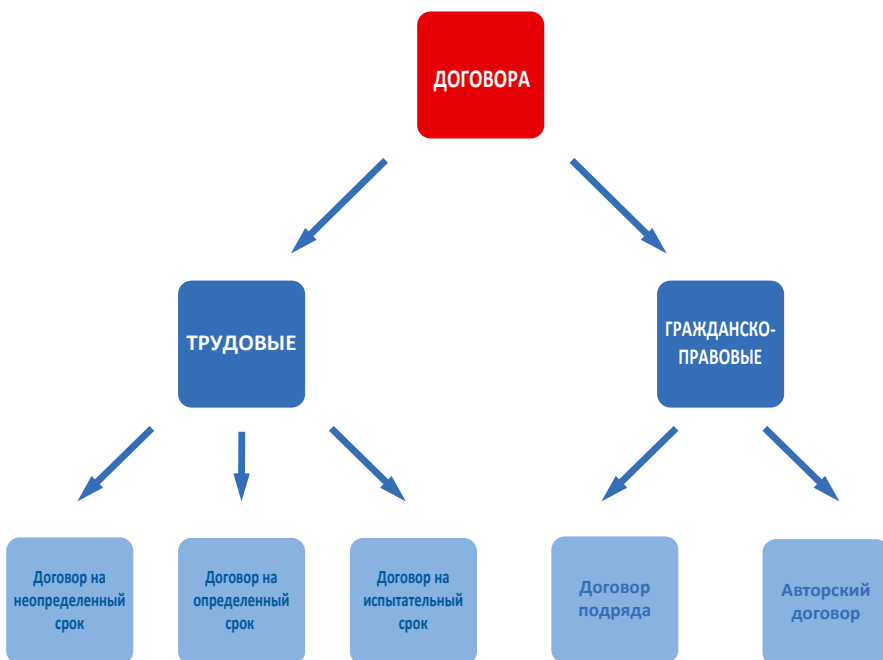 ДОГОВОРА
ТРУДОВЫЕ
ГРАЖДАНСКО-
ПРАВОВЫЕ
Договор на
неопределенный
срок
Договор на
определенный
срок
Договор на
испытательный
срок
Договор
подряда
Авторский
договор